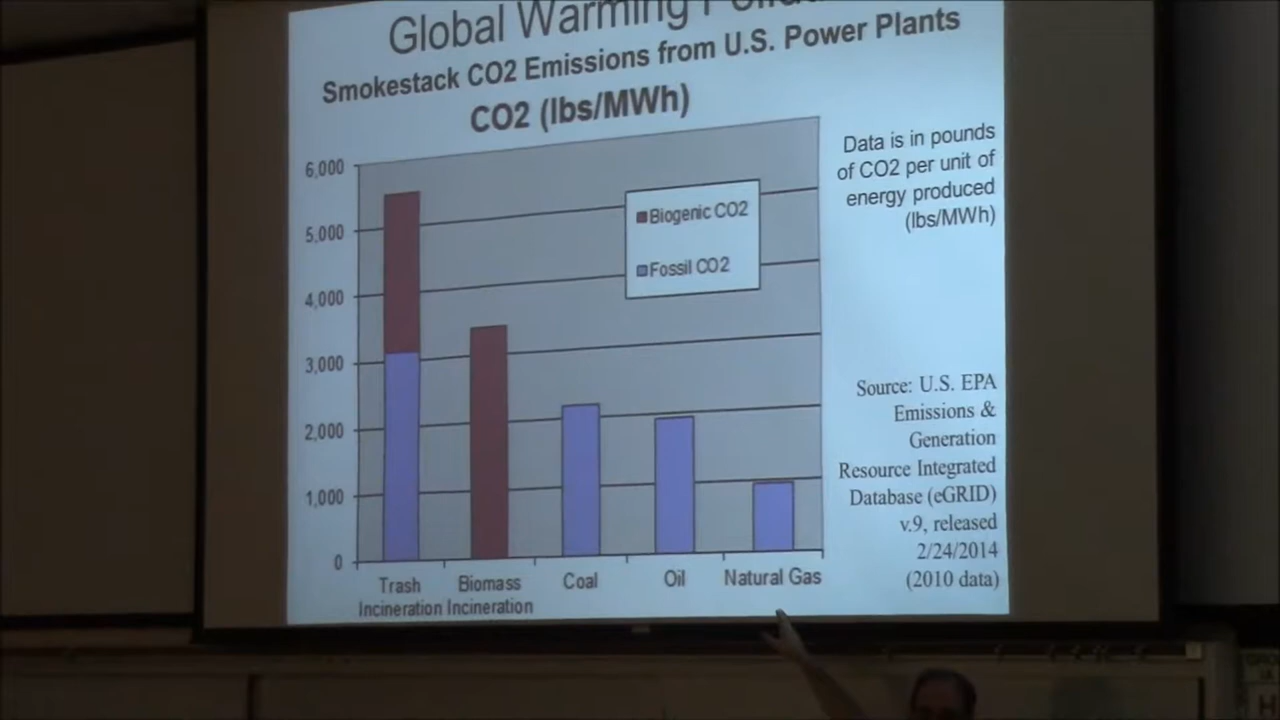 Global Warming
Smokestack CO2 Emissions from U.S. Power Plants
CO2 (lbs/MWh)
Data is in pounds
of CO2 per unit of
energy produced
(lbs/MWh)
6,000
5,000
4,000
3,000
2,000
1,000
0
Biogenic CO2
Fossil CO2
Trash
Incineration
Biomass
Incineration
Coal
Oil
Natural Gas
Source: U.S. EPA
Emissions &
Generation
Resource Integrated
Database (eGRID)
v.9, released
2/24/2014
(2010 data)